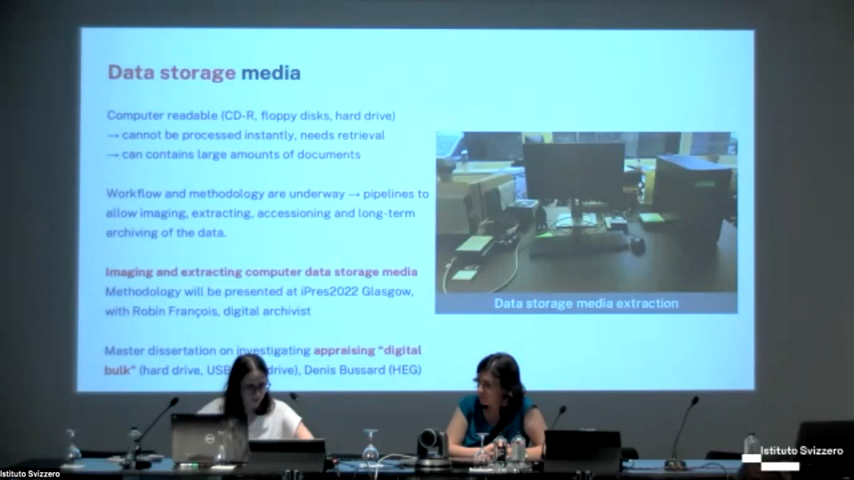 Data storage media
Computer readable (CD-R, floppy disks, hard drive)
→ cannot be processed instantly, needs retrieval
→ can contains large amounts of documents
Workflow and methodology are underway → pipelines to
allow imaging, extracting, accessioning and long-term
archiving of the data.
Imaging and extracting computer data storage media
Methodology will be presented at iPres2022 Glasgow,
with Robin François, digital archivist
Master dissertation on investigating appraising "digital
bulk" (hard drive, USB drive), Denis Bussard (HEG)
Data storage media extraction
DELL
Istituto Svizzero
Istituto Svizzero